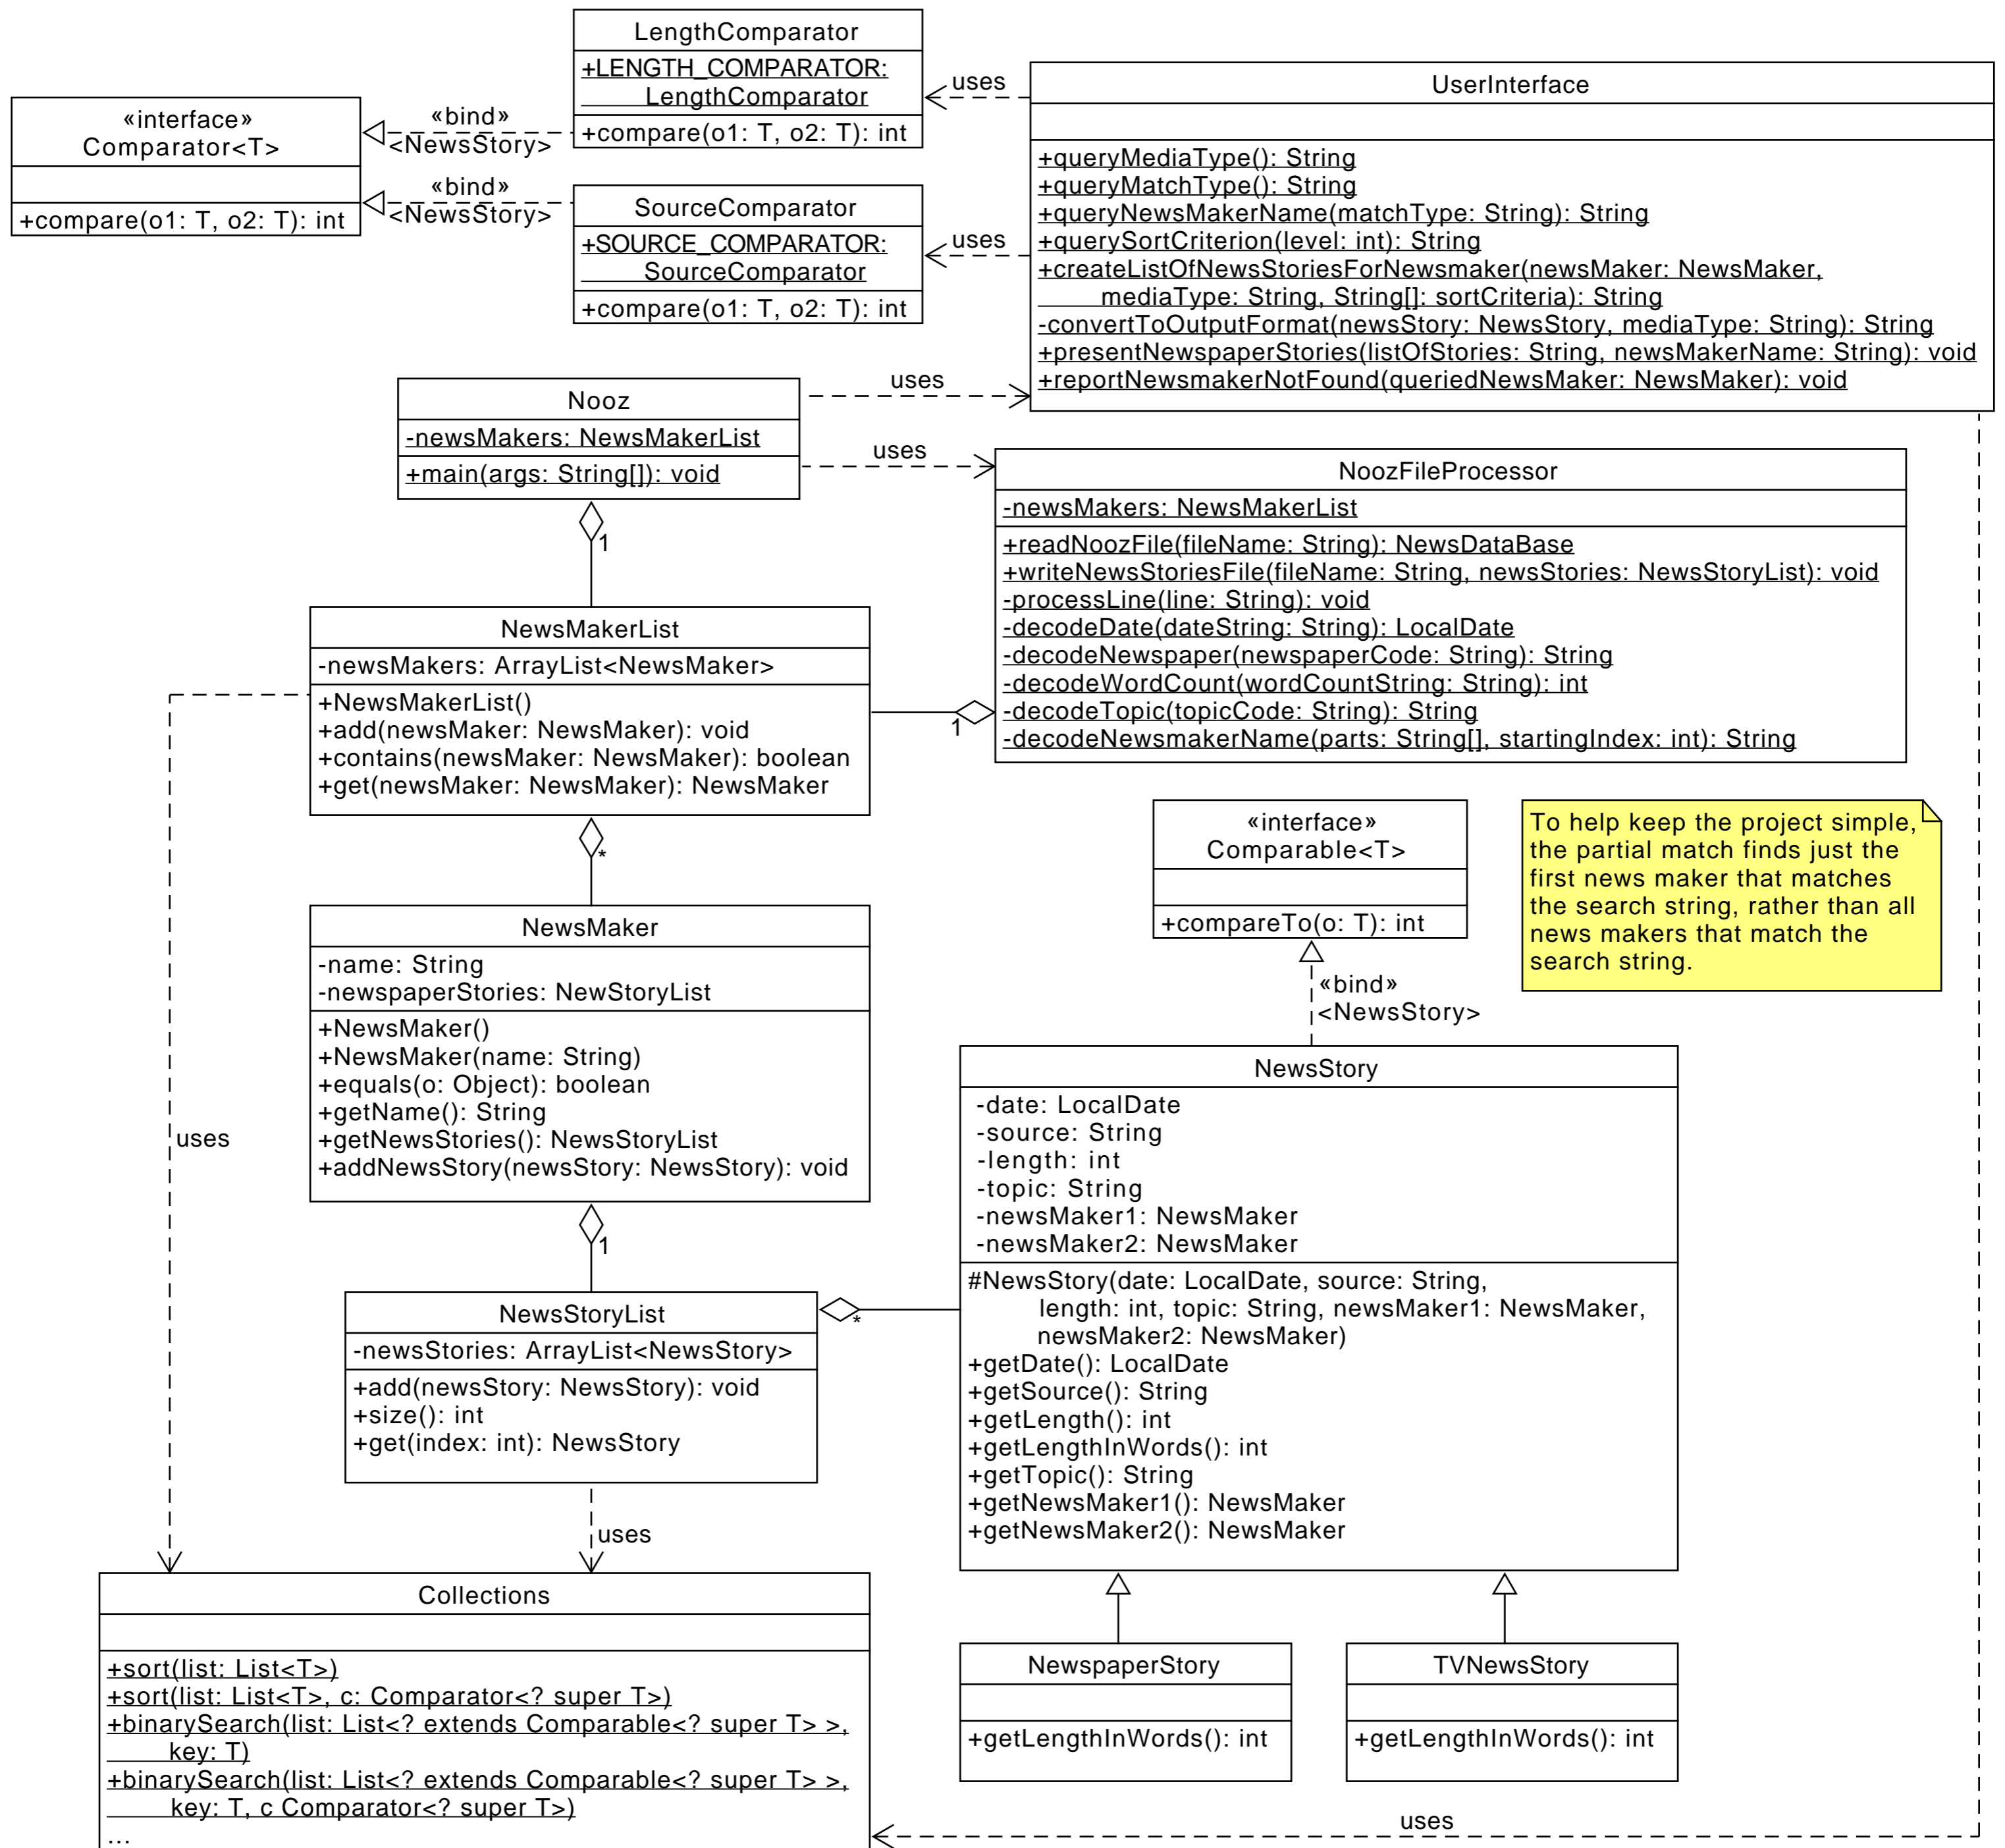 LengthComparator
+LENGTH_COMPARATOR:
LengthComparator
+compare(o1: T, o2: T): int
«interface»
Comparator<T>
+compare(o1: T, o2: T): int
«bind»
<NewsStory>
«bind»
<NewsStory>
SourceComparator
+SOURCE_COMPARATOR:
SourceComparator
+compare(o1: T, o2: T): int
uses
uses
UserInterface
+queryMediaType(): String
+queryMatchType(): String
+queryNewsMakerName(matchType: String): String
+querySortCriterion(level: int): String
+createListOfNewsStoriesForNewsmaker(newsMaker: NewsMaker,
mediaType: String, String[]: sortCriteria): String
-convertToOutputFormat(newsStory: NewsStory, mediaType: String): String
+presentNewspaperStories(listOfStories: String, newsMakerName: String): void
+reportNewsmakerNotFound(queriedNewsMaker: NewsMaker): void
Nooz
-newsMakers: NewsMakerList
+main(args: String[]): void
uses
uses
1
NoozFileProcessor
-newsMakers: NewsMakerList
+readNoozFile(fileName: String): NewsDataBase
+writeNewsStoriesFile(fileName: String, newsStories: NewsStoryList): void
-processLine(line: String): void
-decodeDate(dateString: String): LocalDate
-decodeNewspaper(newspaperCode: String): String
-decodeWordCount(wordCountString: String): int
-decodeTopic(topicCode: String): String
-decodeNewsmakerName(parts: String[], startingIndex: int): String
NewsMakerList
-newsMakers: ArrayList<NewsMaker>
+NewsMakerList()
+add(newsMaker: NewsMaker): void
+contains(newsMaker: NewsMaker): boolean
+get(newsMaker: NewsMaker): NewsMaker
1
*
«interface»
Comparable<T>
+compareTo(o: T): int
To help keep the project simple,
the partial match finds just the
first news maker that matches
the search string, rather than all
news makers that match the
search string.
NewsMaker
-name: String
-newspaperStories: NewStoryList
+NewsMaker()
+NewsMaker(name: String)
+equals(o: Object): boolean
+getName(): String
+getNewsStories(): NewsStoryList
+addNewsStory(newsStory: NewsStory): void
«bind»
<NewsStory>
uses
1
NewsStory
-date: LocalDate
-source: String
-length: int
-topic: String
-newsMaker1: NewsMaker
-newsMaker2: NewsMaker
#NewsStory(date: LocalDate, source: String,
length: int, topic: String, newsMaker1: NewsMaker,
newsMaker2: NewsMaker)
+getDate(): LocalDate
+getSource(): String
+getLength(): int
+getLengthInWords(): int
+getTopic(): String
+getNewsMaker1(): NewsMaker
+getNewsMaker2(): NewsMaker
NewsStoryList
-newsStories: ArrayList<NewsStory>
+add(newsStory: NewsStory): void
+size(): int
+get(index: int): NewsStory
*
uses
Collections
+sort(list: List<T>)
+sort(list: List<T>, c: Comparator<? super T>)
+binarySearch(list: List<? extends Comparable<? super T> >,
key: T)
+binarySearch(list: List<? extends Comparable<? super T> >,
key: T, c Comparator<? super T>)
...
NewspaperStory
+getLengthInWords(): int
TVNewsStory
+getLengthInWords(): int
uses